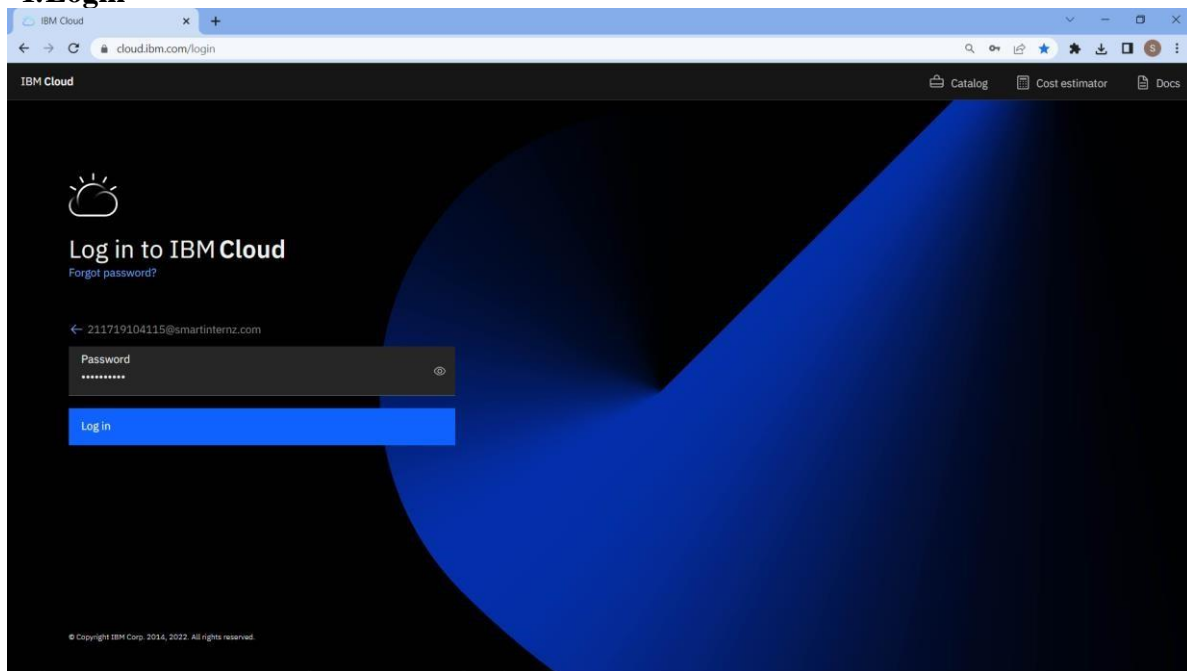 1.Login
IBM Cloud
cloud.ibm.com/login
S
IBM Cloud
Catalog
Cost estimator
Docs
Log in to IBM Cloud
Forgot password?
← 211719104115@smartinternz.com
Password
••••••••••
Log in
© Copyright IBM Corp. 2014, 2022. All rights reserved.